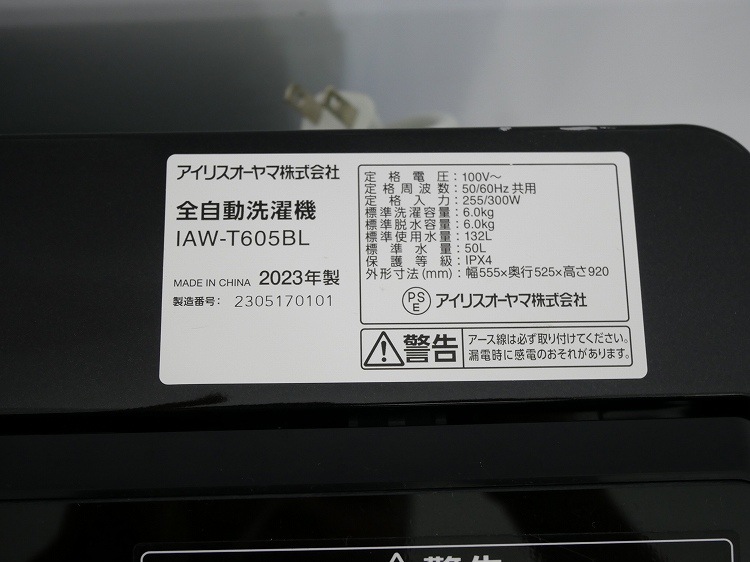 アイリスオーヤマ株式会社
全自動洗濯機
IAW-T605BL
MADE IN CHINA 2023年製
製造番号: 2305170101
定格電圧:100V～
定格周波数:50/60Hz共用
定格入力:255/300W
標準洗濯容量:6.0kg
標準脱水容量:6.0kg
標準使用水量:132L
標準水量:50L
保護等級:IPX4
外形寸法(mm):幅555×奥行525×高さ920
PS
E
アイリスオーヤマ株式会社
警告
アース線は必ず取り付けてください。
漏電時に感電のおそれがあります。
警告